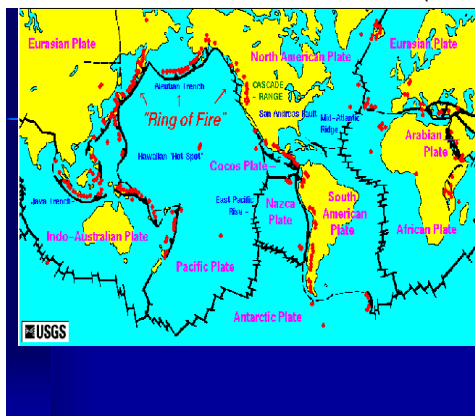 Eurasian Plate
North American Plate
Eurasian Plate
Aleutian Trench
CASCADE
RANGE
"Ring of Fire"
San Andreas Fault
Mid-Atlantic
Ridge
Arabian
Plate
Hawaiian "Hot Spot"
Cocos Plate
Java Trench
East Pacific
Rise
Nazca
Plate
South
American
Plate
Indo-Australian Plate
African Plate
Pacific Plate
Antarctic Plate
USGS